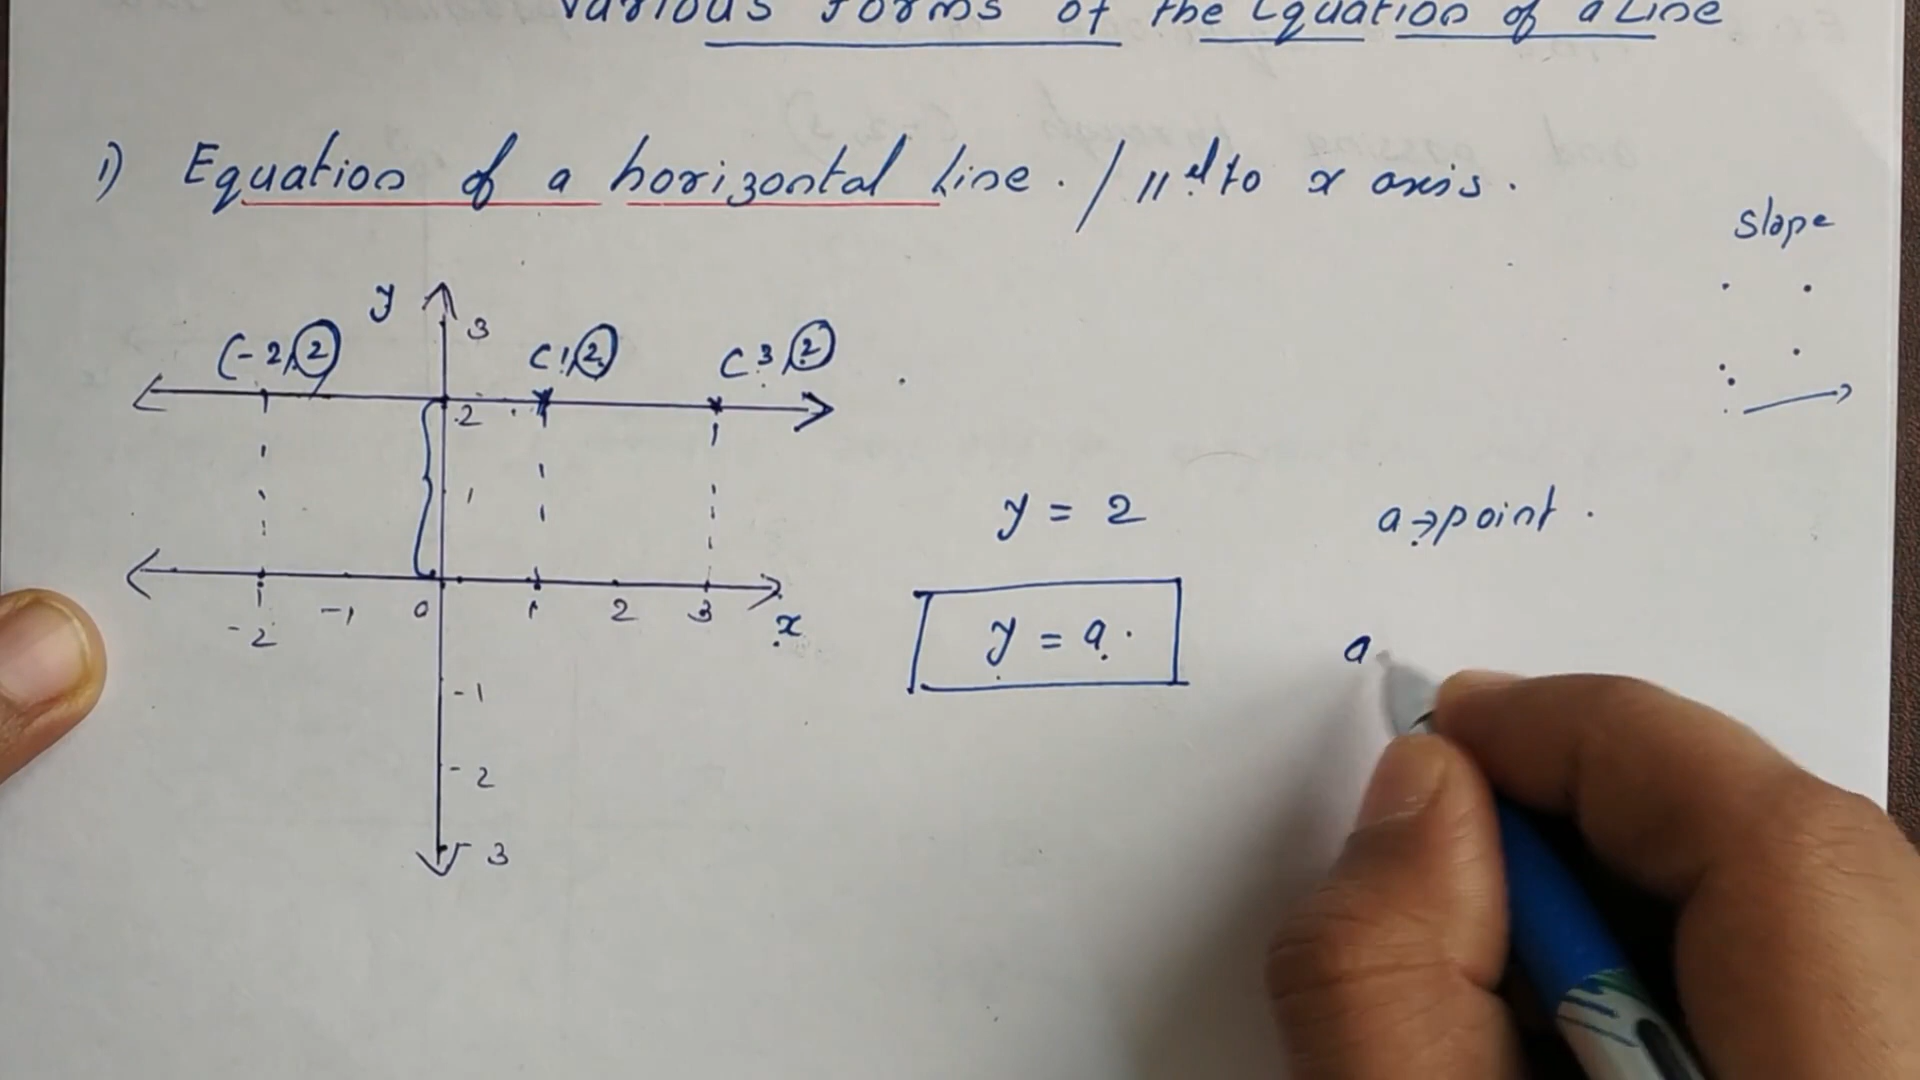 Various forms of the Equation of a Line
1) Equation of a horizontal Line. / 11el to x axis.
Slope
y
3
(-2,2) (1,2) (3,2)
2
1
y = 2 a→point.
-2 -1 0 1 2 3 x
y = a.
a
-1
-2
-3